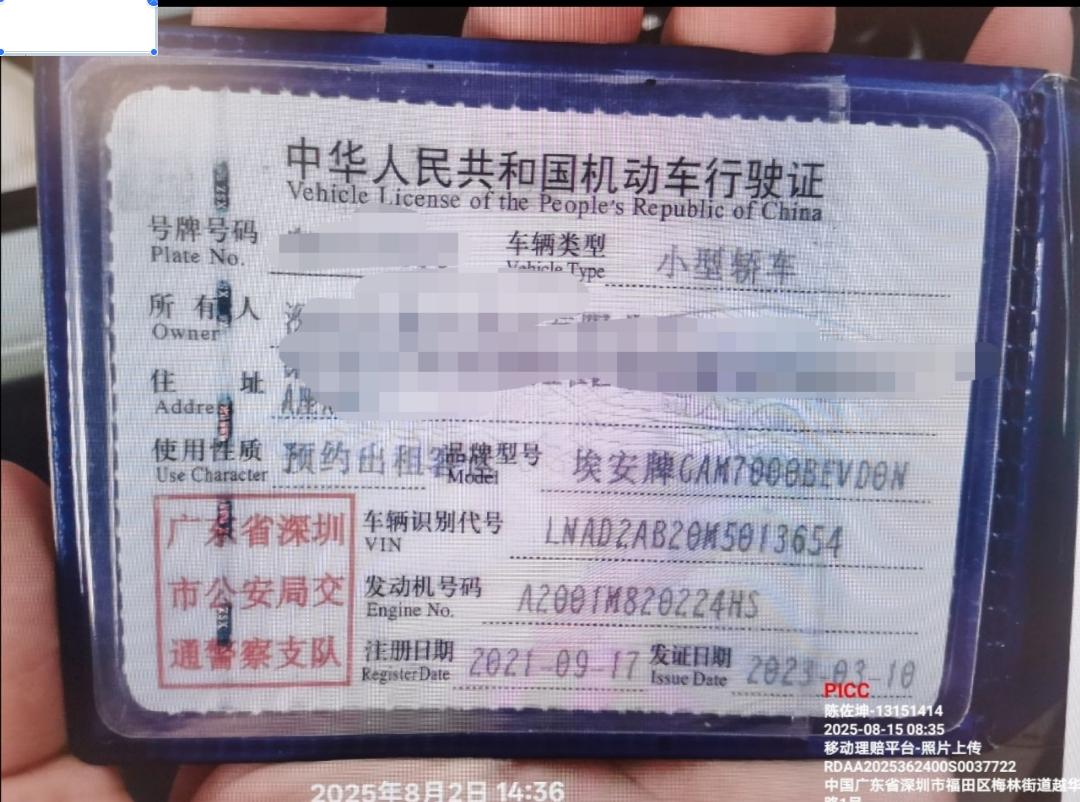 中华人民共和国机动车行驶证
Vehicle License of the People's Republic of China
号牌号码 车辆类型 小型轿车
Plate No. Vehicle Type
所有人
Owner
住址
Address
使用性质 预约出租客 品牌型号 埃安牌GAM7000BEVD0N
Use Character Model
广东省深圳
市公安局交
通警察支队
车辆识别代号 LNAD2AB20M5013654
VIN
发动机号码 A2001M820224HS
Engine No.
注册日期 2021-09-17 发证日期 2023-03-10
Register Date Issue Date
PICC
陈佐坤-13151414
2025-08-15 08:35
移动理赔平台-照片上传
RDAA2025362400S0037722
中国广东省深圳市福田区梅林街道越华
路1号
2025年8月2日 14:36